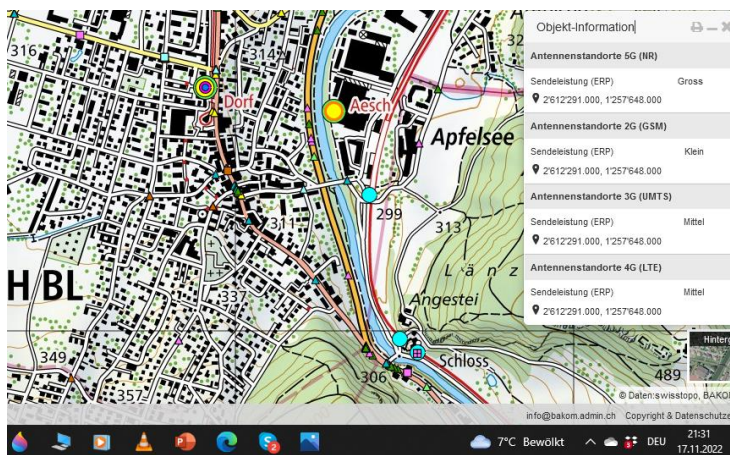 316
314
Dorf
Aesch
Apfelsee
299
311
313
H BL
Länz
Angestei
337
349
Schloss
306
357
489
Objekt-Information
Antennenstandorte 5G (NR)
Sendeleistung (ERP) Gross
2'612'291.000, 1'257'648.000
Antennenstandorte 2G (GSM)
Sendeleistung (ERP) Klein
2'612'291.000, 1'257'648.000
Antennenstandorte 3G (UMTS)
Sendeleistung (ERP) Mittel
2'612'291.000, 1'257'648.000
Antennenstandorte 4G (LTE)
Sendeleistung (ERP) Mittel
2'612'291.000, 1'257'648.000
Hinterg
© Daten:swisstopo, BAKOM
info@bakom.admin.ch Copyright & Datenschutze
7°C Bewölkt DEU 21:31
17.11.2022